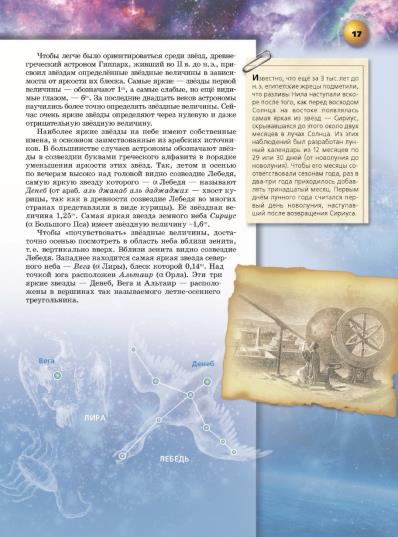 17
Чтобы легче было ориентироваться среди звёзд, древне-
греческий астроном Гиппарх, живший во II в. до н. э., при-
своил звёздам определённые звёздные величины в зависи-
мости от яркости их блеска. Самые яркие — звёзды первой
величины — обозначают 1ᵐ, а самые слабые, но ещё види-
мые глазом, — 6ᵐ. За последние двадцать веков астрономы
научились определять звёздные величины точнее. Сей-
час очень яркие звёзды определяют через нулевую и даже
отрицательную звёздную величину.
Наиболее яркие звёзды на небе имеют собственные
имена, в основном заимствованные из арабских источни-
ков. В большинстве случаев астрономы обозначают звёз-
ды в созвездии буквами греческого алфавита в порядке
уменьшения яркости этих звёзд. Так, летом и осенью
по вечерам высоко над головой видно созвездие Лебедя,
самую яркую звезду которого — α Лебедя — называют
Денеб (от араб. аль джанаб аль даджаджах — хвост ку-
рицы, так как в древности созвездие Лебедя во многих
странах представляли в виде курицы). Её звёздная ве-
личина 1,25ᵐ. Самая яркая звезда земного неба Сириус
(α Большого Пса) имеет звёздную величину –1,6ᵐ.
Чтобы «почувствовать» звёздные величины, доста-
точно осенью посмотреть в область неба вблизи зенита,
т. е. вертикально вверх. Вблизи зенита видно созвездие
Лебедя. Западнее находится самая яркая звезда север-
ного неба — Вега (α Лиры), блеск которой 0,14ᵐ. Над
точкой юга расположен Альтаир (α Орла). Эти три
яркие звезды — Денеб, Вега и Альтаир — располо-
жены в вершинах так называемого летне-осеннего
треугольника.
Известно, что ещё за 3 тыс. лет до
н. э. египетские жрецы подметили,
что разливы Нила наступали вско-
ре после того, как перед восходом
Солнца на востоке появлялась
самая яркая из звёзд — Сириус,
скрывавшаяся до этого около двух
месяцев в лучах Солнца. Из этих
наблюдений был разработан лун-
ный календарь из 12 месяцев по
29 или 30 дней (от новолуния до
новолуния). Чтобы его месяцы со-
ответствовали сезонам года, раз в
два-три года приходилось добав-
лять тринадцатый месяц. Первым
днём лунного года считался пер-
вый день новолуния, наступав-
ший после возвращения Сириуса.
Вега
Денеб
ЛИРА
ЛЕБЕДЬ